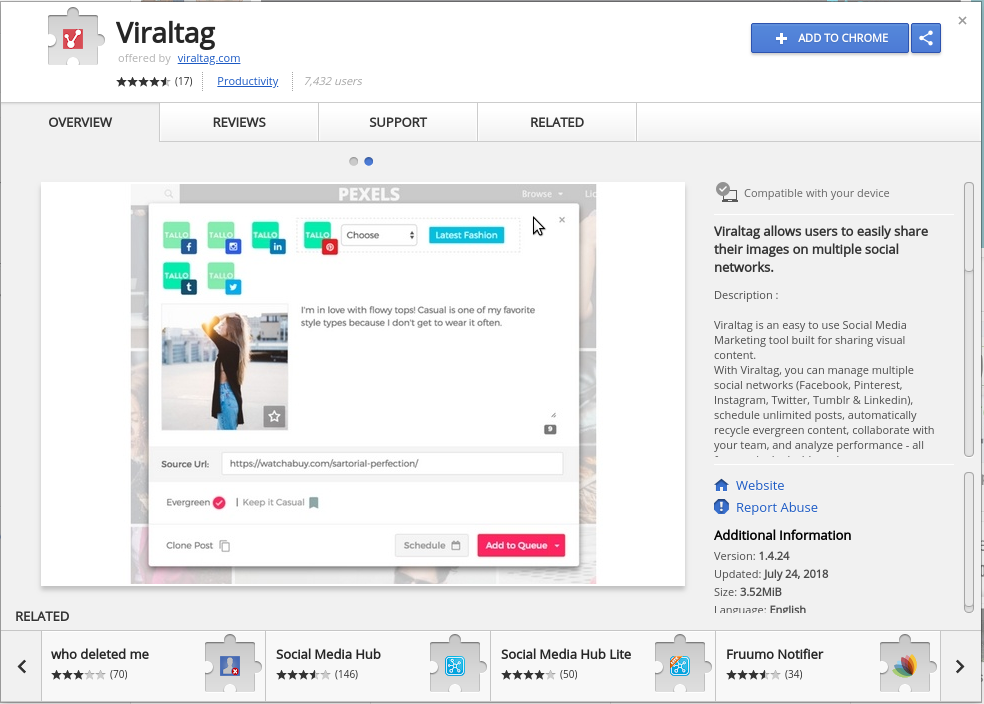 Viraltag
offered by viraltag.com
(17) Productivity 7,432 users
ADD TO CHROME
OVERVIEW REVIEWS SUPPORT RELATED
PEXELS Browse
TALLO TALLO TALLO TALLO Choose Latest Fashion
TALLO TALLO
I'm in love with flowy tops! Casual is one of my favorite
style types because I don't get to wear it often.
9
Source Url: https://watchabuy.com/sartorial-perfection/
Evergreen | Keep it Casual
Clone Post Schedule Add to Queue
Compatible with your device
Viraltag allows users to easily share
their images on multiple social
networks.
Description :
Viraltag is an easy to use Social Media
Marketing tool built for sharing visual
content.
With Viraltag, you can manage multiple
social networks (Facebook, Pinterest,
Instagram, Twitter, Tumblr & Linkedin),
schedule unlimited posts, automatically
recycle evergreen content, collaborate with
your team, and analyze performance - all
Website
Report Abuse
Additional Information
Version: 1.4.24
Updated: July 24, 2018
Size: 3.52MiB
Language: English
RELATED
who deleted me
(70)
Social Media Hub
(146)
Social Media Hub Lite
(50)
Fruumo Notifier
(34)